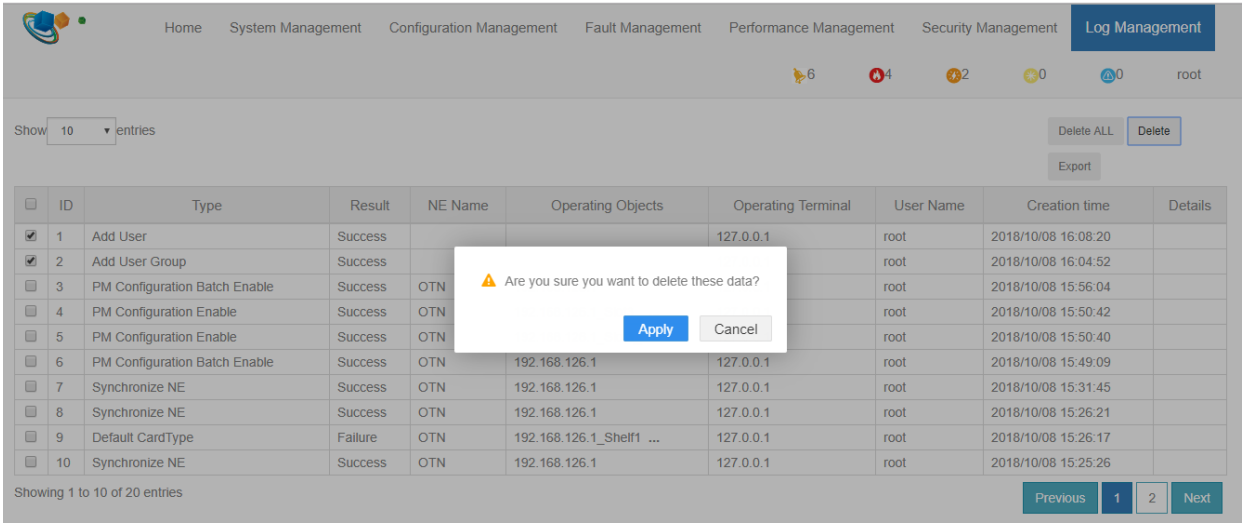 Home System Management Configuration Management Fault Management Performance Management Security Management Log Management
6 4 2 0 0 root
Show 10 entries
Delete ALL Delete
Export
ID Type Result NE Name Operating Objects Operating Terminal User Name Creation time Details
1 Add User Success 127.0.0.1 root 2018/10/08 16:08:20
2 Add User Group Success root 2018/10/08 16:04:52
3 PM Configuration Batch Enable Success OTN root 2018/10/08 15:56:04
4 PM Configuration Enable Success OTN root 2018/10/08 15:50:42
5 PM Configuration Enable Success OTN root 2018/10/08 15:50:40
6 PM Configuration Batch Enable Success OTN 192.168.126.1 127.0.0.1 root 2018/10/08 15:49:09
7 Synchronize NE Success OTN 192.168.126.1 127.0.0.1 root 2018/10/08 15:31:45
8 Synchronize NE Success OTN 192.168.126.1 127.0.0.1 root 2018/10/08 15:26:21
9 Default CardType Failure OTN 192.168.126.1_Shelf1 ... 127.0.0.1 root 2018/10/08 15:26:17
10 Synchronize NE Success OTN 192.168.126.1 127.0.0.1 root 2018/10/08 15:25:26
Are you sure you want to delete these data?
Apply Cancel
Showing 1 to 10 of 20 entries
Previous 1 2 Next